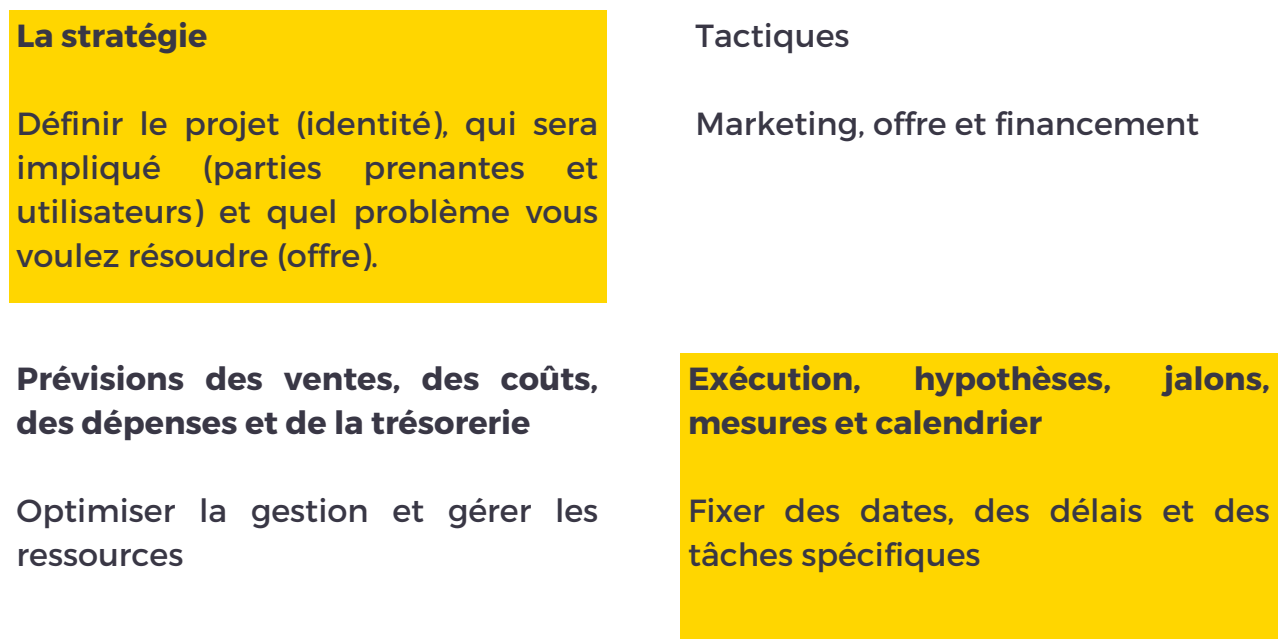 La stratégie
Définir le projet (identité), qui sera
impliqué (parties prenantes et
utilisateurs) et quel problème vous
voulez résoudre (offre).
Tactiques
Marketing, offre et financement
Prévisions des ventes, des coûts,
des dépenses et de la trésorerie
Optimiser la gestion et gérer les
ressources
Exécution, hypothèses, jalons,
mesures et calendrier
Fixer des dates, des délais et des
tâches spécifiques